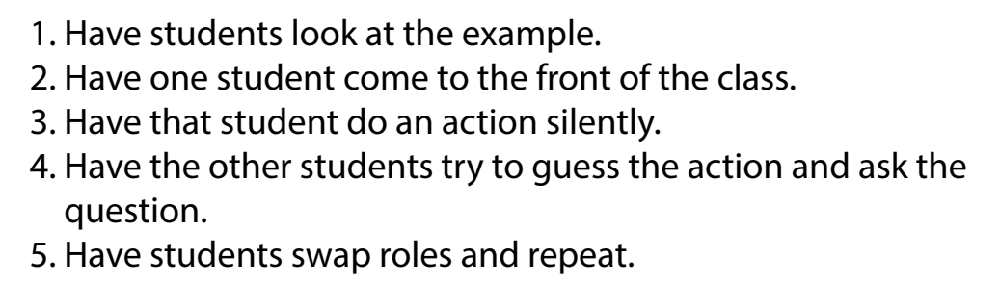 1. Have students look at the example.
2. Have one student come to the front of the class.
3. Have that student do an action silently.
4. Have the other students try to guess the action and ask the
question.
5. Have students swap roles and repeat.